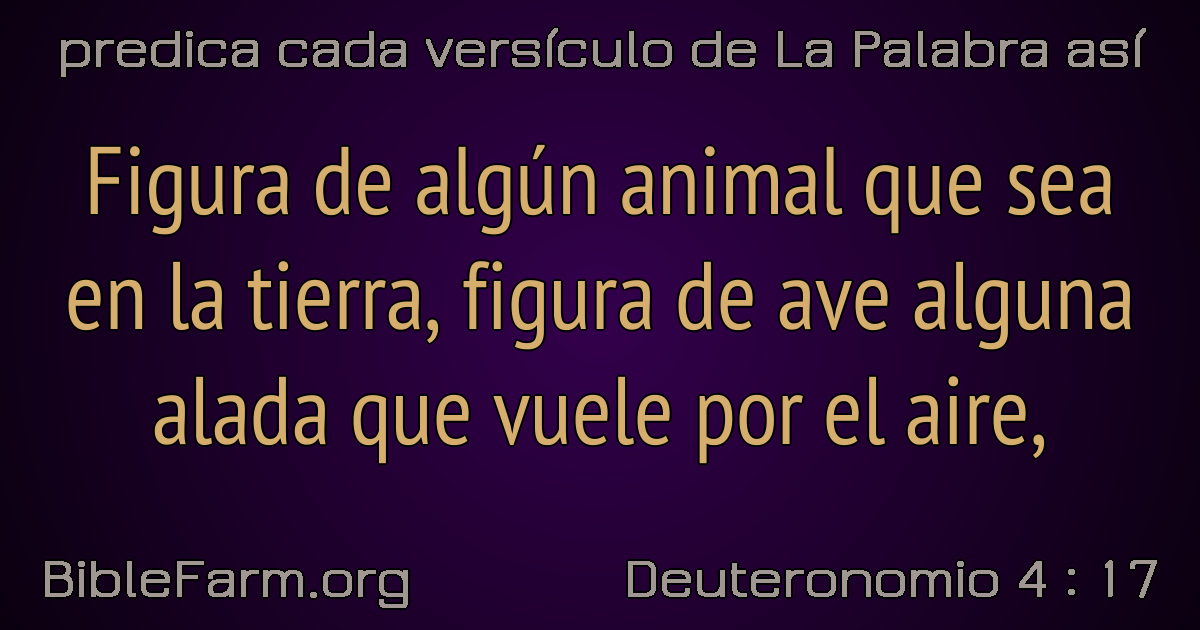 predica cada versículo de La Palabra así
Figura de algún animal que sea
en la tierra, figura de ave alguna
alada que vuele por el aire,
BibleFarm.org
Deuteronomio 4 : 17